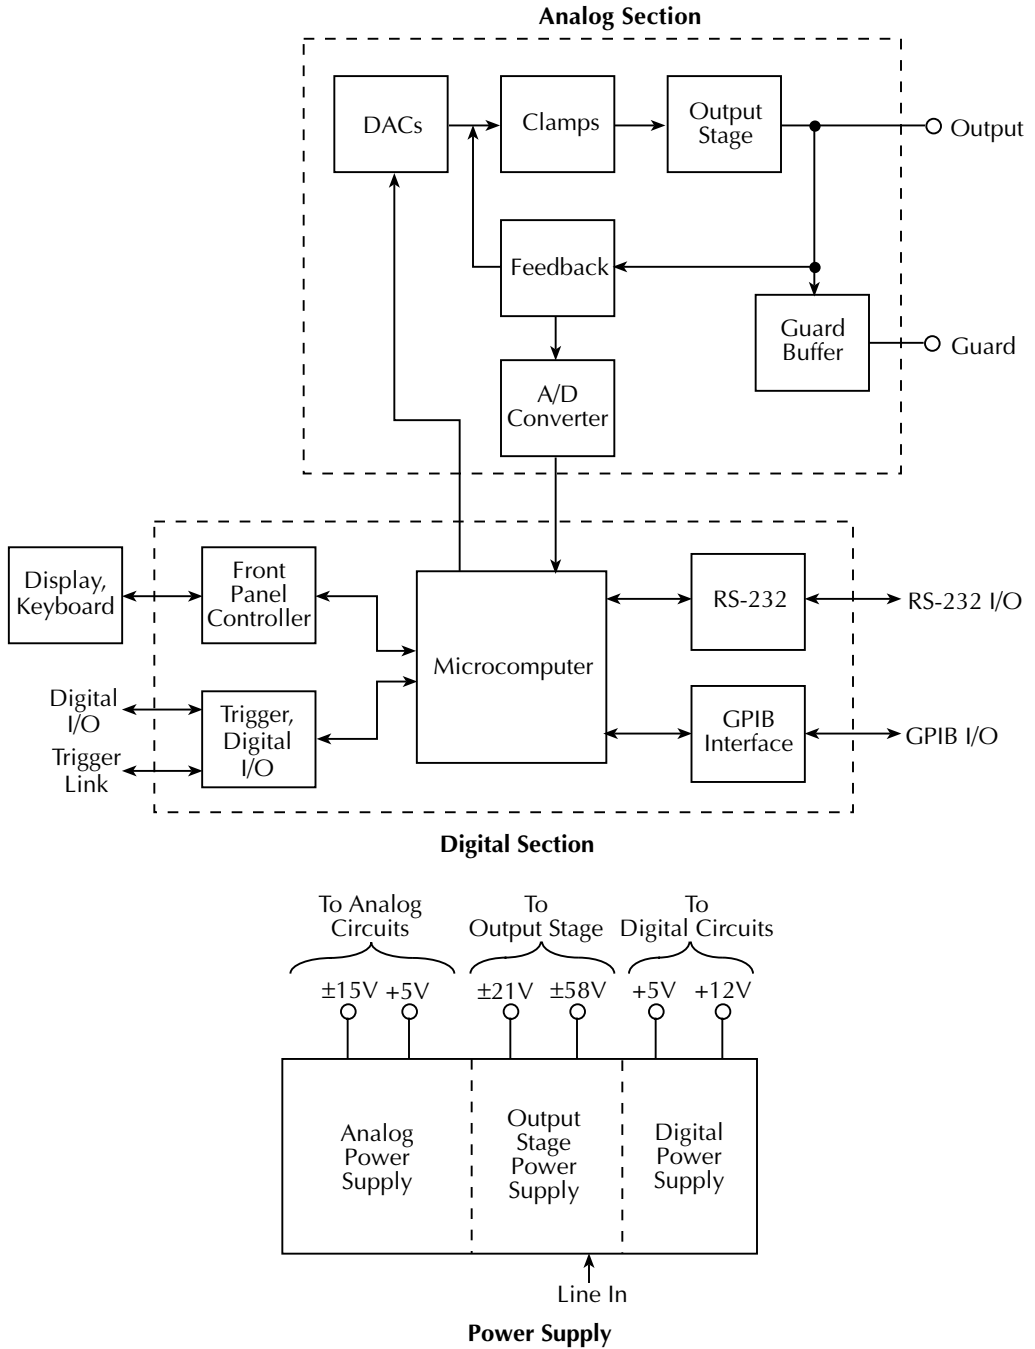 Analog Section
DACs
Clamps
Output
Stage
Output
Feedback
Guard
Buffer
Guard
A/D
Converter
Display,
Keyboard
Front
Panel
Controller
Microcomputer
RS-232
RS-232 I/O
Digital
I/O
Trigger
Link
Trigger,
Digital
I/O
GPIB
Interface
GPIB I/O
Digital Section
To Analog
Circuits
To
Output Stage
To
Digital Circuits
±15V +5V
±21V ±58V
+5V +12V
Analog
Power
Supply
Output
Stage
Power
Supply
Digital
Power
Supply
Line In
Power Supply